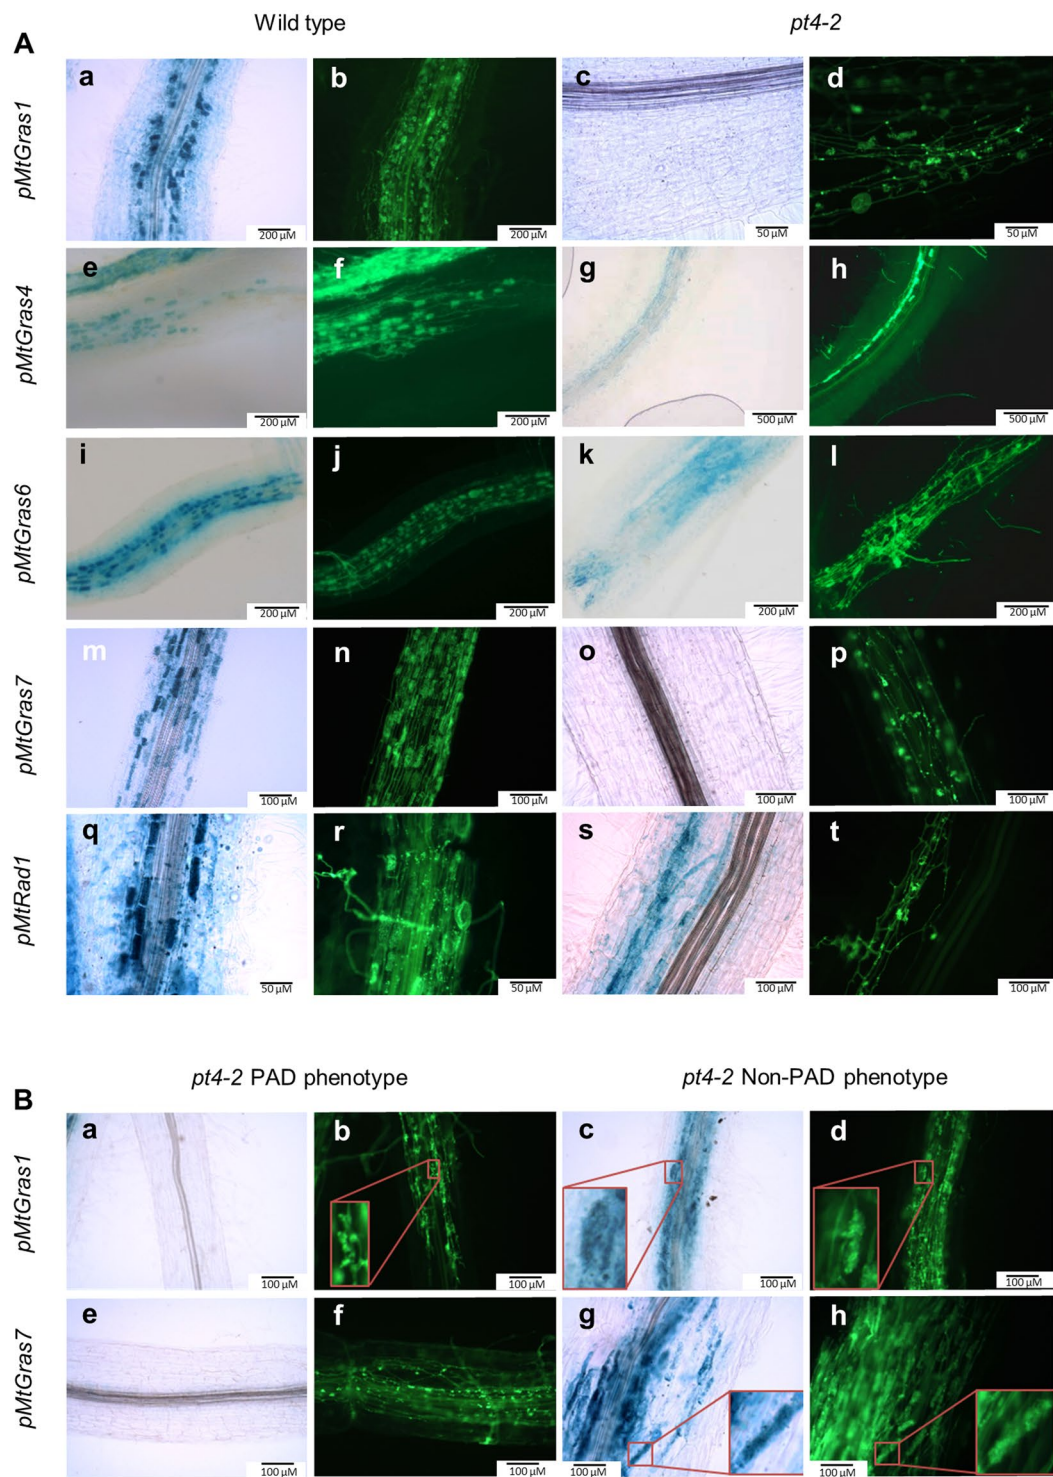 Wild type
pt4-2
A
pMtGras1
a
200 µM
b
200 µM
c
50 µM
d
50 µM
pMtGras4
e
200 µM
f
200 µM
g
500 µM
h
500 µM
pMtGras6
i
200 µM
j
200 µM
k
200 µM
l
200 µM
pMtGras7
m
100 µM
n
100 µM
o
100 µM
p
100 µM
pMtRad1
q
50 µM
r
50 µM
s
100 µM
t
100 µM
pt4-2 PAD phenotype
pt4-2 Non-PAD phenotype
B
pMtGras1
a
100 µM
b
100 µM
c
100 µM
d
100 µM
pMtGras7
e
100 µM
f
100 µM
g
100 µM
h
100 µM